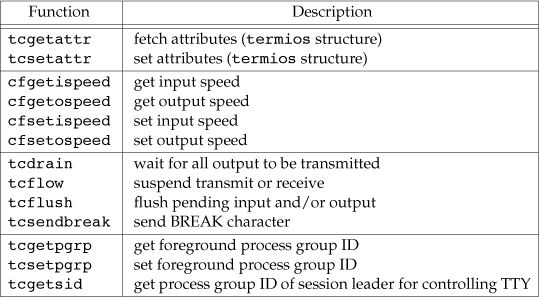 Function Description
tcgetattr fetch attributes (termios structure)
tcsetattr set attributes (termios structure)
cfgetispeed get input speed
cfgetospeed get output speed
cfsetispeed set input speed
cfsetospeed set output speed
tcdrain wait for all output to be transmitted
tcflow suspend transmit or receive
tcflush flush pending input and/or output
tcsendbreak send BREAK character
tcgetpgrp get foreground process group ID
tcsetpgrp set foreground process group ID
tcgetsid get process group ID of session leader for controlling TTY